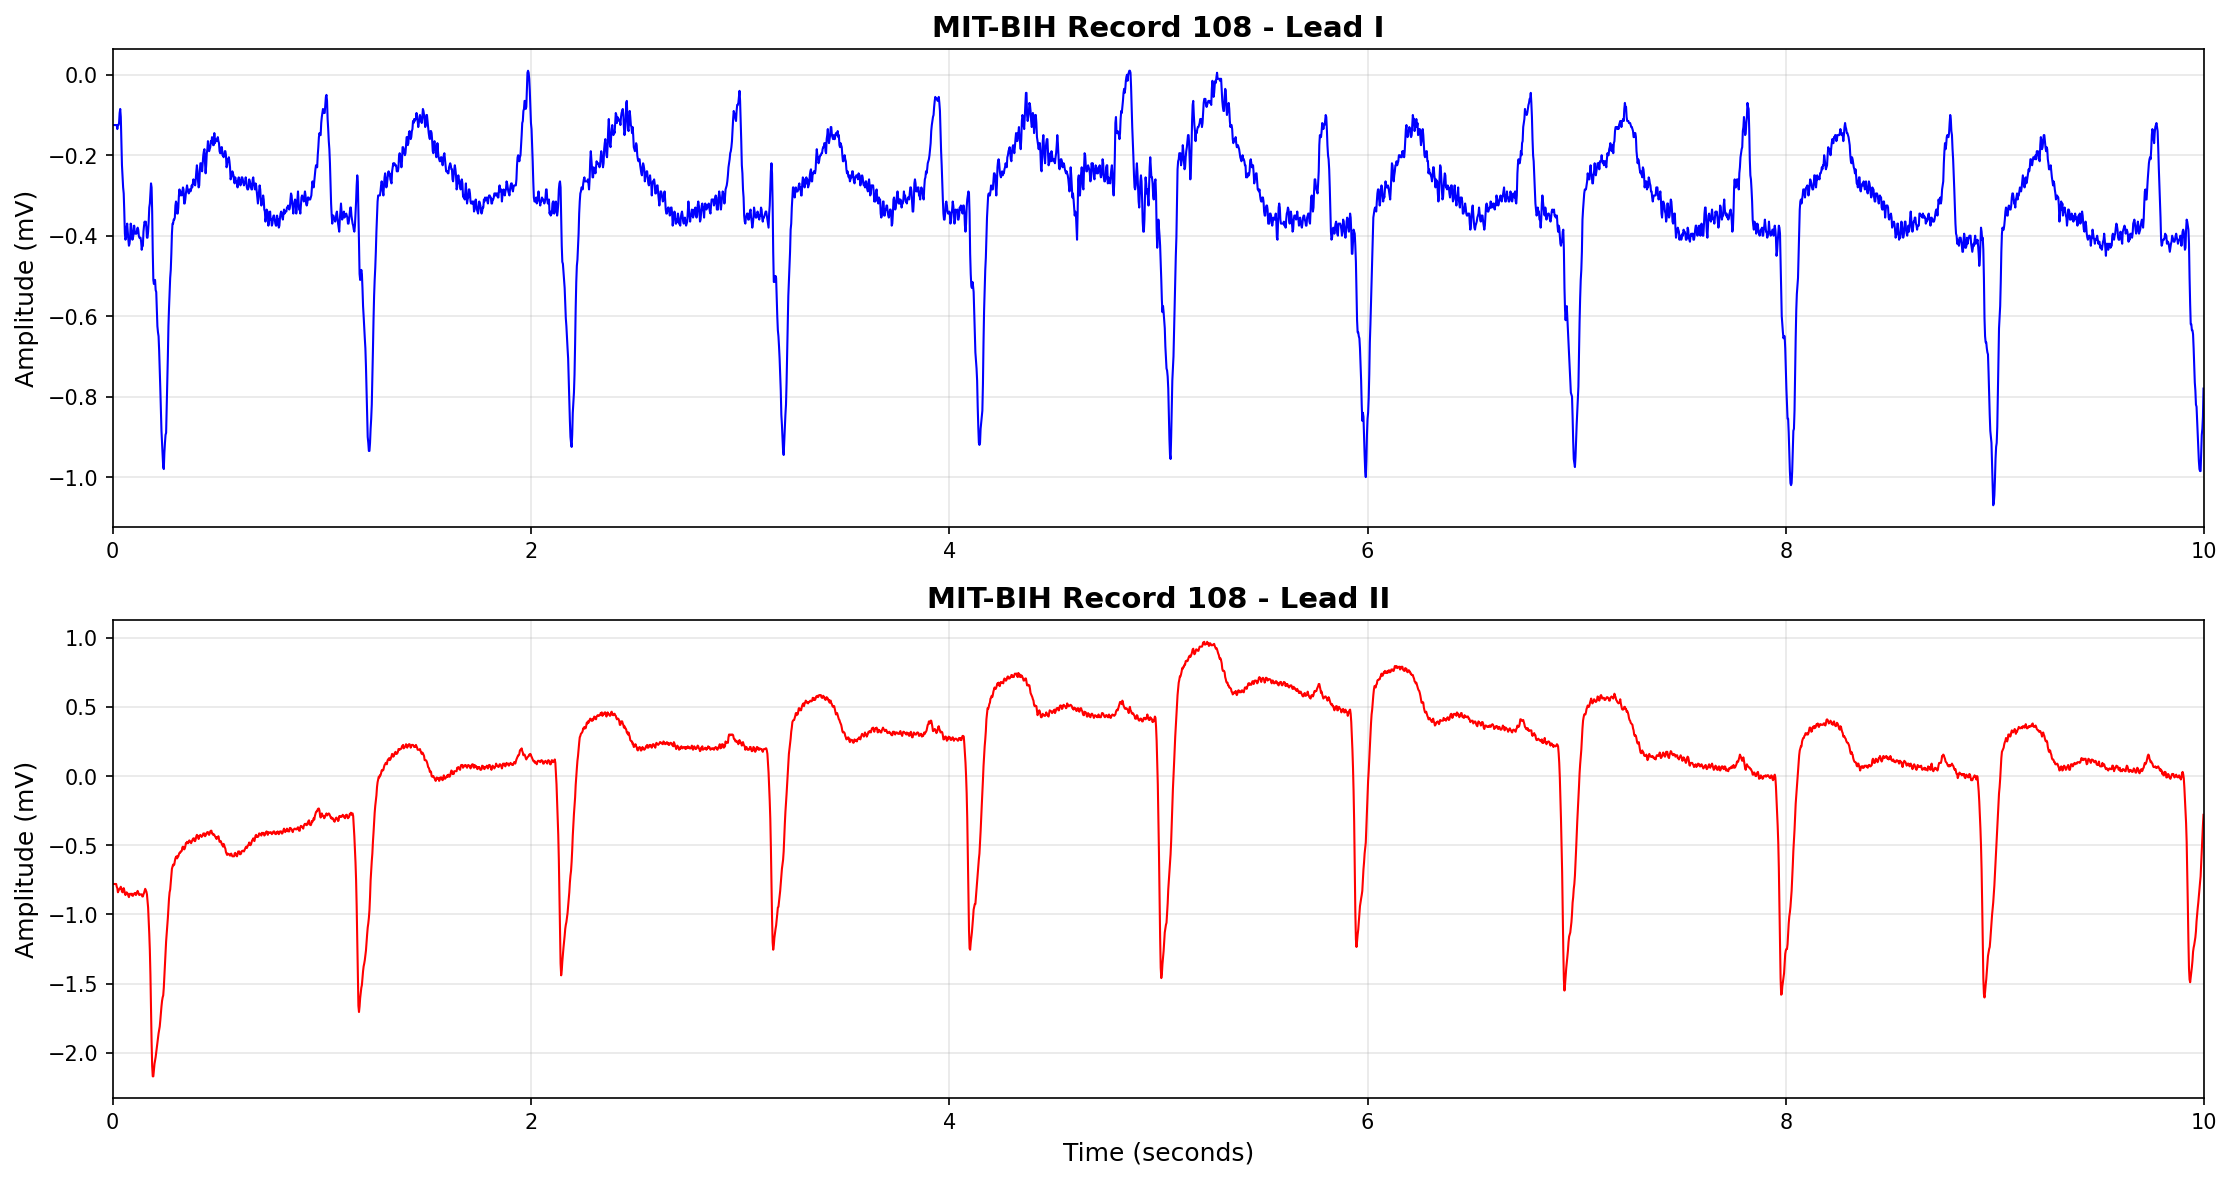 MIT-BIH Record 108 - Lead I
Amplitude (mV)
0.0
−0.2
−0.4
−0.6
−0.8
−1.0
0 2 4 6 8 10
MIT-BIH Record 108 - Lead II
Amplitude (mV)
1.0
0.5
0.0
−0.5
−1.0
−1.5
−2.0
0 2 4 6 8 10
Time (seconds)